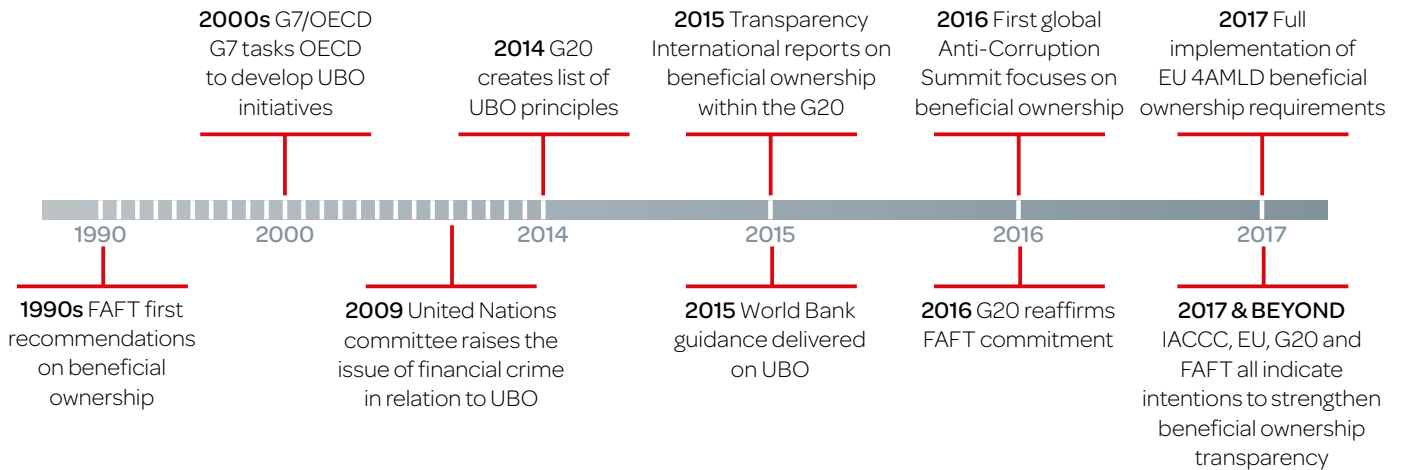 2000s G7/OECD
G7 tasks OECD
to develop UBO
initiatives
2014 G20
creates list of
UBO principles
2015 Transparency
International reports on
beneficial ownership
within the G20
2016 First global
Anti-Corruption
Summit focuses on
beneficial ownership
2017 Full
implementation of
EU 4AMLD beneficial
ownership requirements
1990
2000
2014
2015
2016
2017
1990s FAFT first
recommendations
on beneficial
ownership
2009 United Nations
committee raises the
issue of financial crime
in relation to UBO
2015 World Bank
guidance delivered
on UBO
2016 G20 reaffirms
FAFT commitment
2017 & BEYOND
IACCC, EU, G20 and
FAFT all indicate
intentions to strengthen
beneficial ownership
transparency